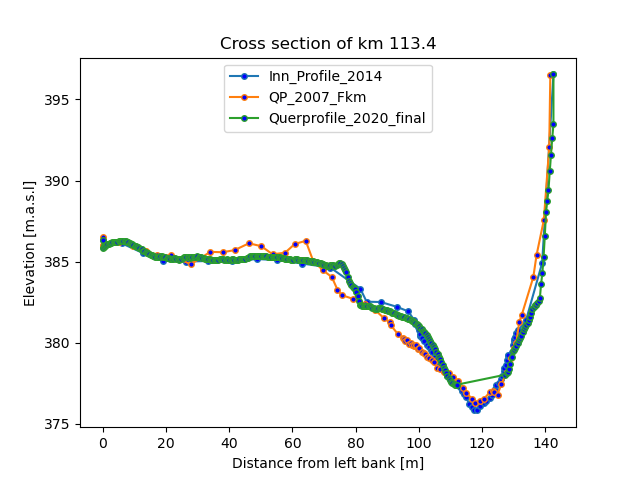 Cross section of km 113.4
Inn_Profile_2014
QP_2007_Fkm
Querprofile_2020_final
395
390
385
380
375
Elevation [m.a.s.l]
0 20 40 60 80 100 120 140
Distance from left bank [m]